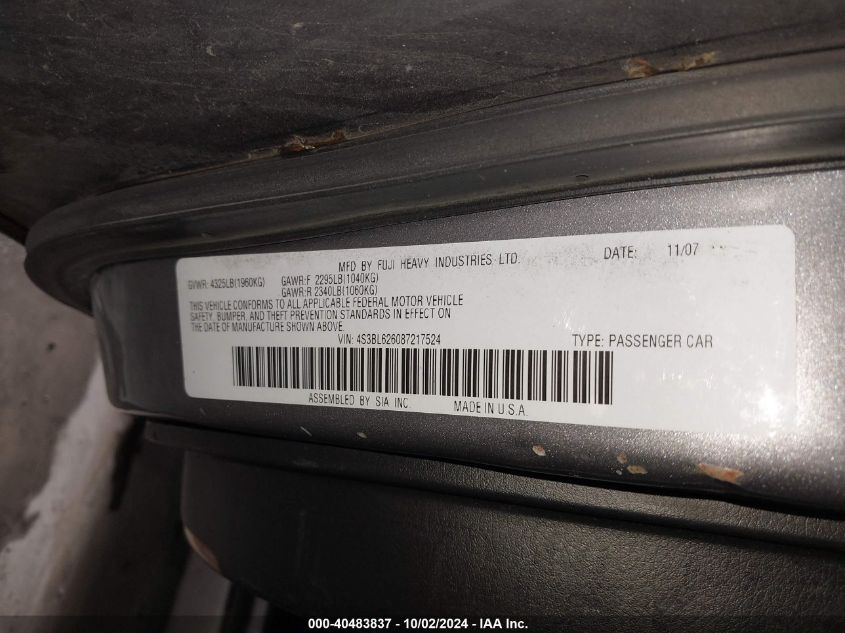 MFD BY FUJI HEAVY INDUSTRIES LTD. DATE: 11/07
GVWR: 4325LB(1960KG) GAWR:F 2295LB(1040KG)
GAWR:R 2340LB(1060KG)
THIS VEHICLE CONFORMS TO ALL APPLICABLE FEDERAL MOTOR VEHICLE
SAFETY, BUMPER, AND THEFT PREVENTION STANDARDS IN EFFECT ON
THE DATE OF MANUFACTURE SHOWN ABOVE.
VIN: 4S3BL626087217524 TYPE: PASSENGER CAR
ASSEMBLED BY SIA INC. MADE IN U.S.A.
000-40483837 - 10/02/2024 - IAA Inc.